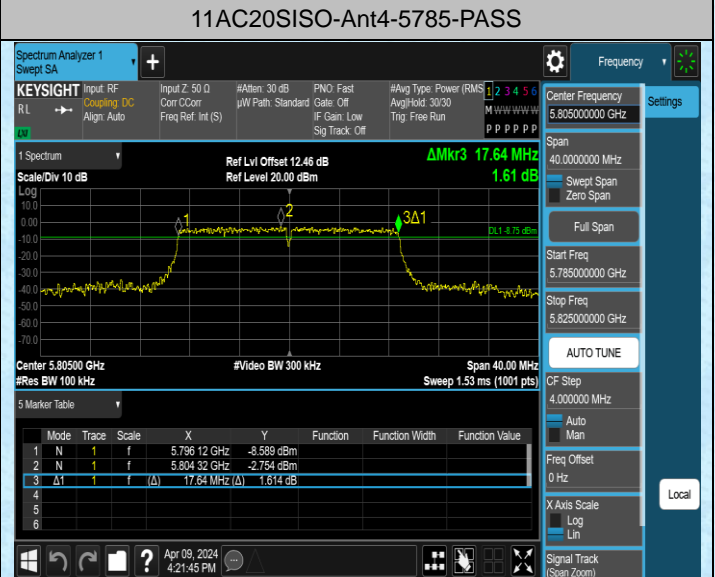 11AC20SISO-Ant4-5785-PASS
Spectrum Analyzer 1
Swept SA
Frequency
KEYSIGHT Input: RF Input Z: 50 Ω #Atten: 30 dB PNO: Fast #Avg Type: Power (RMS 1 2 3 4 5 6
RL Coupling: DC Corr CCorr µW Path: Standard Gate: Off Avg|Hold: 30/30 M W W W W W
Align: Auto Freq Ref: Int (S) IF Gain: Low Trig: Free Run
LXI Sig Track: Off P P P P P P
1 Spectrum
Ref Lvl Offset 12.46 dB ΔMkr3 17.64 MHz
Scale/Div 10 dB Ref Level 20.00 dBm 1.61 dB
Log
10.0
0.00
-10.0
-20.0
-30.0
-40.0
-50.0
-60.0
-70.0
1
2
3Δ1
DL1 -8.75 dBm
Center 5.80500 GHz #Video BW 300 kHz Span 40.00 MHz
#Res BW 100 kHz Sweep 1.53 ms (1001 pts)
5 Marker Table
Mode Trace Scale X Y Function Function Width Function Value
1 N 1 f 5.796 12 GHz -8.589 dBm
2 N 1 f 5.804 32 GHz -2.754 dBm
3 Δ1 1 f (Δ) 17.64 MHz (Δ) 1.614 dB
4
5
6
Apr 09, 2024
4:21:45 PM
Center Frequency
5.805000000 GHz
Settings
Span
40.0000000 MHz
Swept Span
Zero Span
Full Span
Start Freq
5.785000000 GHz
Stop Freq
5.825000000 GHz
AUTO TUNE
CF Step
4.000000 MHz
Auto
Man
Freq Offset
0 Hz
X Axis Scale
Log
Lin
Local
Signal Track
(Span Zoom)